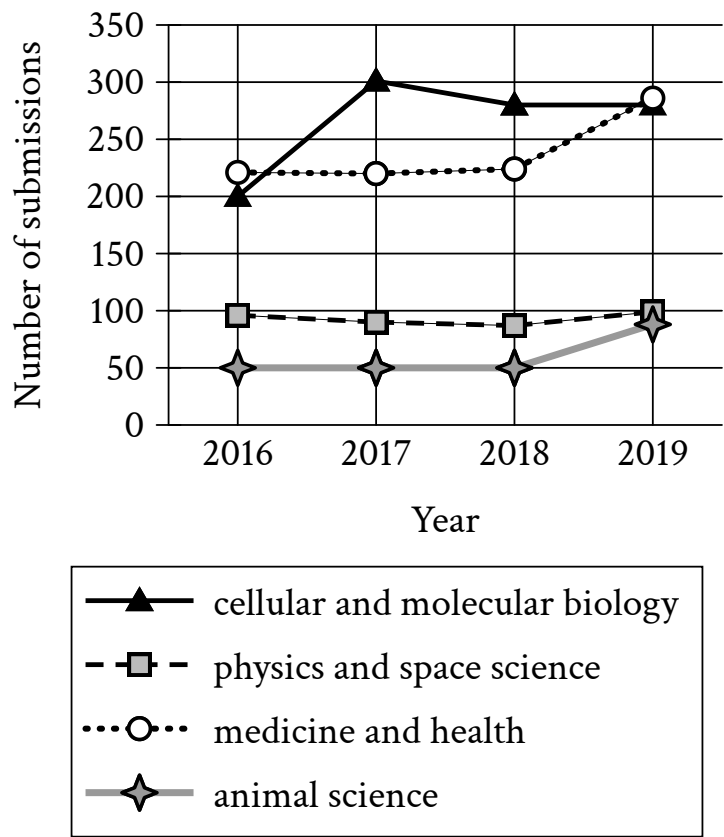 350
300
250
200
150
100
50
0
Number of submissions
2016 2017 2018 2019
Year
cellular and molecular biology
physics and space science
medicine and health
animal science